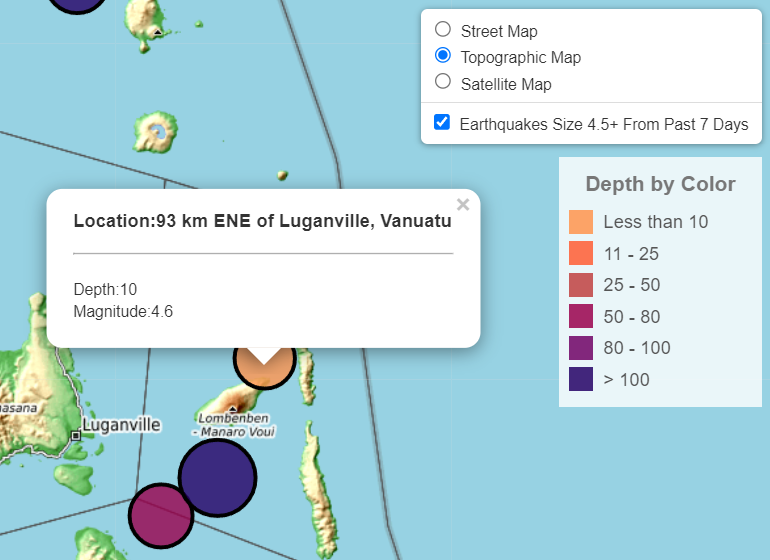 Street Map
Topographic Map
Satellite Map
Earthquakes Size 4.5+ From Past 7 Days
Depth by Color
Less than 10
11 - 25
25 - 50
50 - 80
80 - 100
> 100
×
Location:93 km ENE of Luganville, Vanuatu
Depth:10
Magnitude:4.6
asana
Luganville
Lombenben
- Manaro Voui